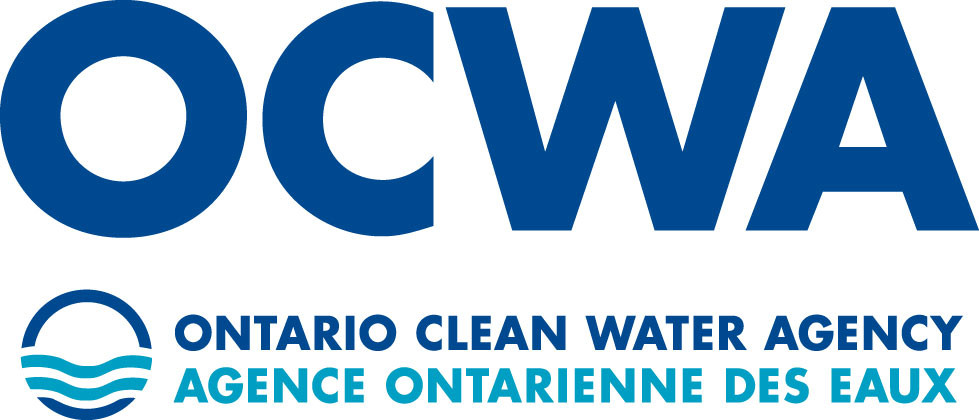 OCWA
ONTARIO CLEAN WATER AGENCY
AGENCE ONTARIENNE DES EAUX